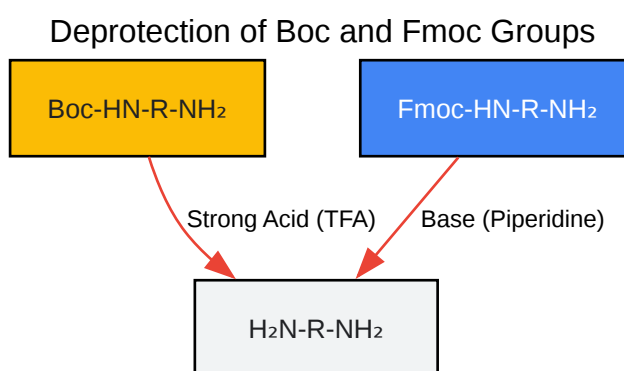 Deprotection of Boc and Fmoc Groups
Boc-HN-R-NH₂
Fmoc-HN-R-NH₂
Strong Acid (TFA)
Base (Piperidine)
H₂N-R-NH₂